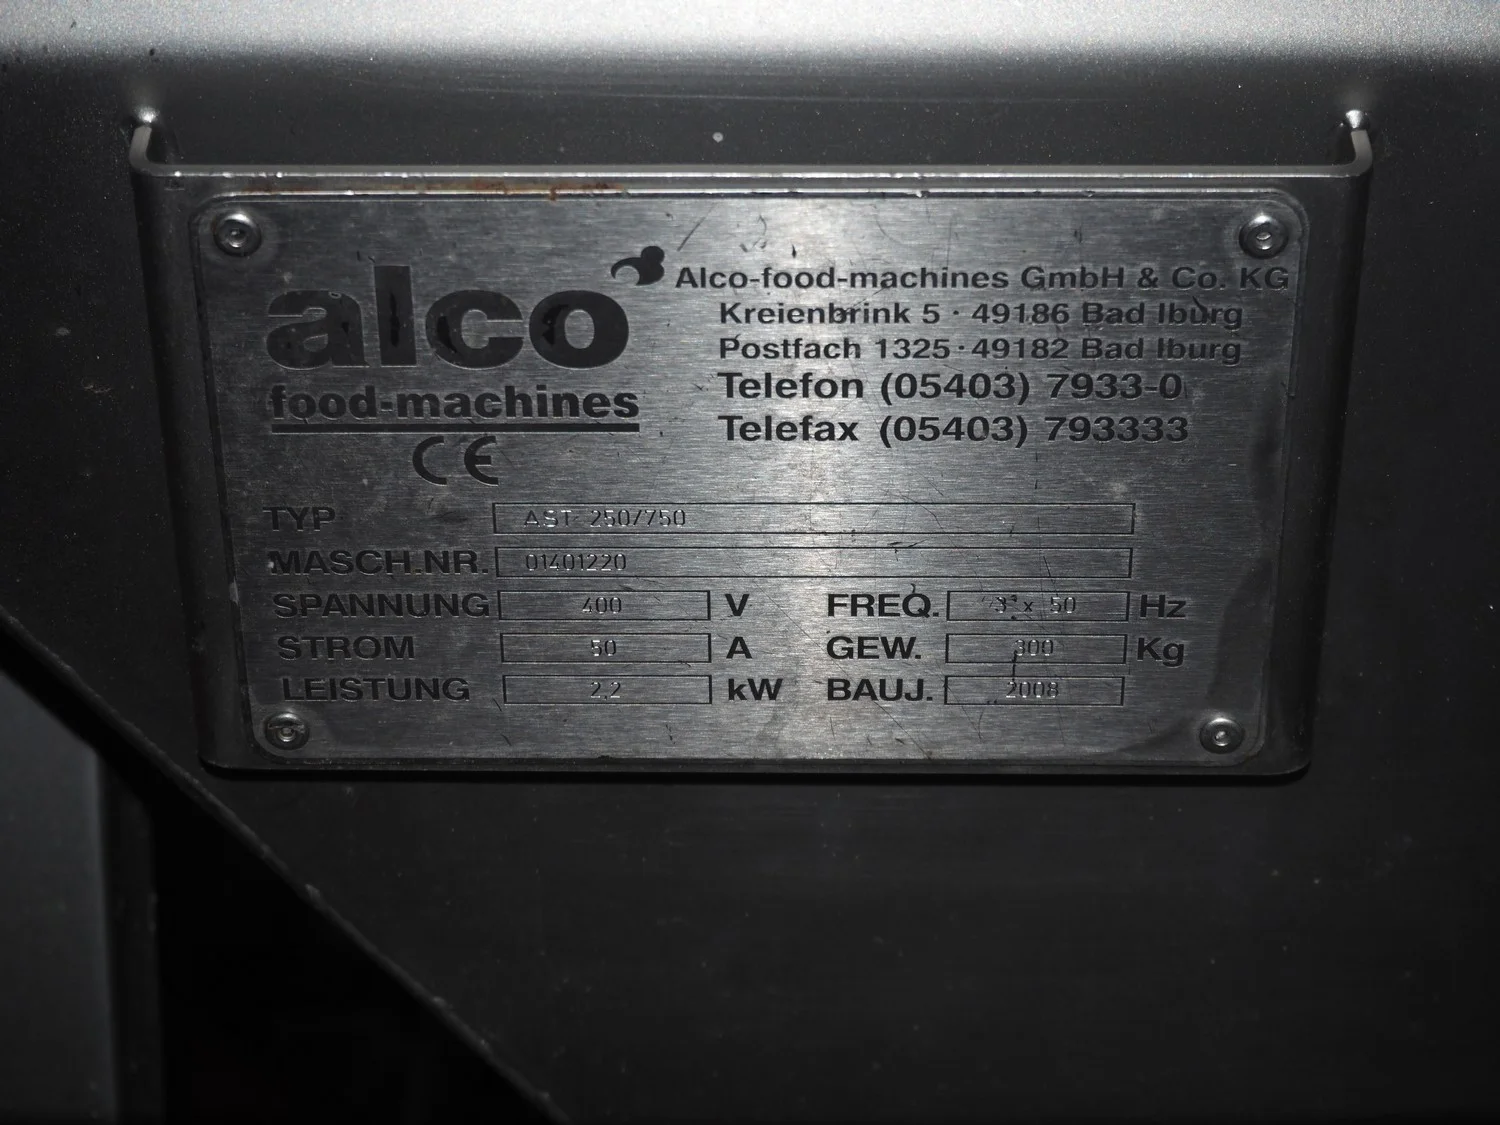 alco
food-machines
CE
Alco-food-machines GmbH & Co. KG
Kreienbrink 5 · 49186 Bad Iburg
Postfach 1325 · 49182 Bad Iburg
Telefon (05403) 7933-0
Telefax (05403) 793333
TYP AST 250/750
MASCH.NR. 01401220
SPANNUNG 400 V FREQ. 3 x 50 Hz
STROM 50 A GEW. 300 Kg
LEISTUNG 2,2 kW BAUJ. 2008